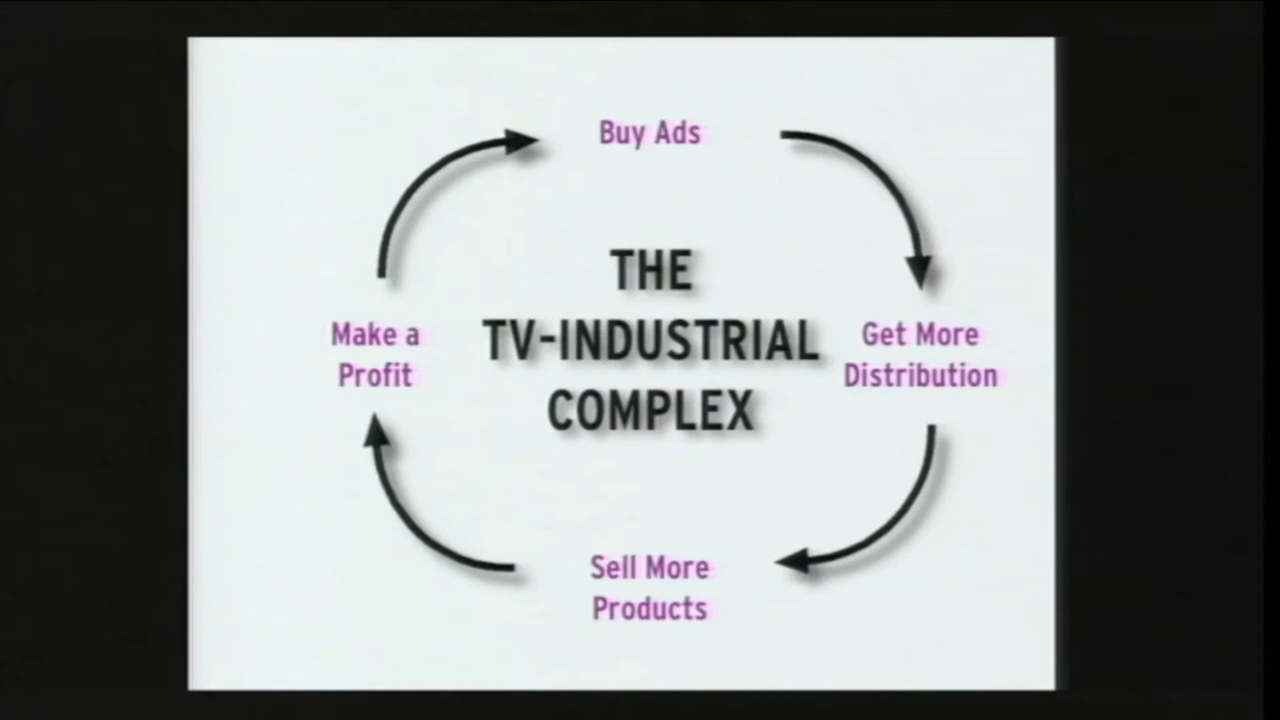 Buy Ads
THE
TV-INDUSTRIAL
COMPLEX
Get More
Distribution
Sell More
Products
Make a
Profit